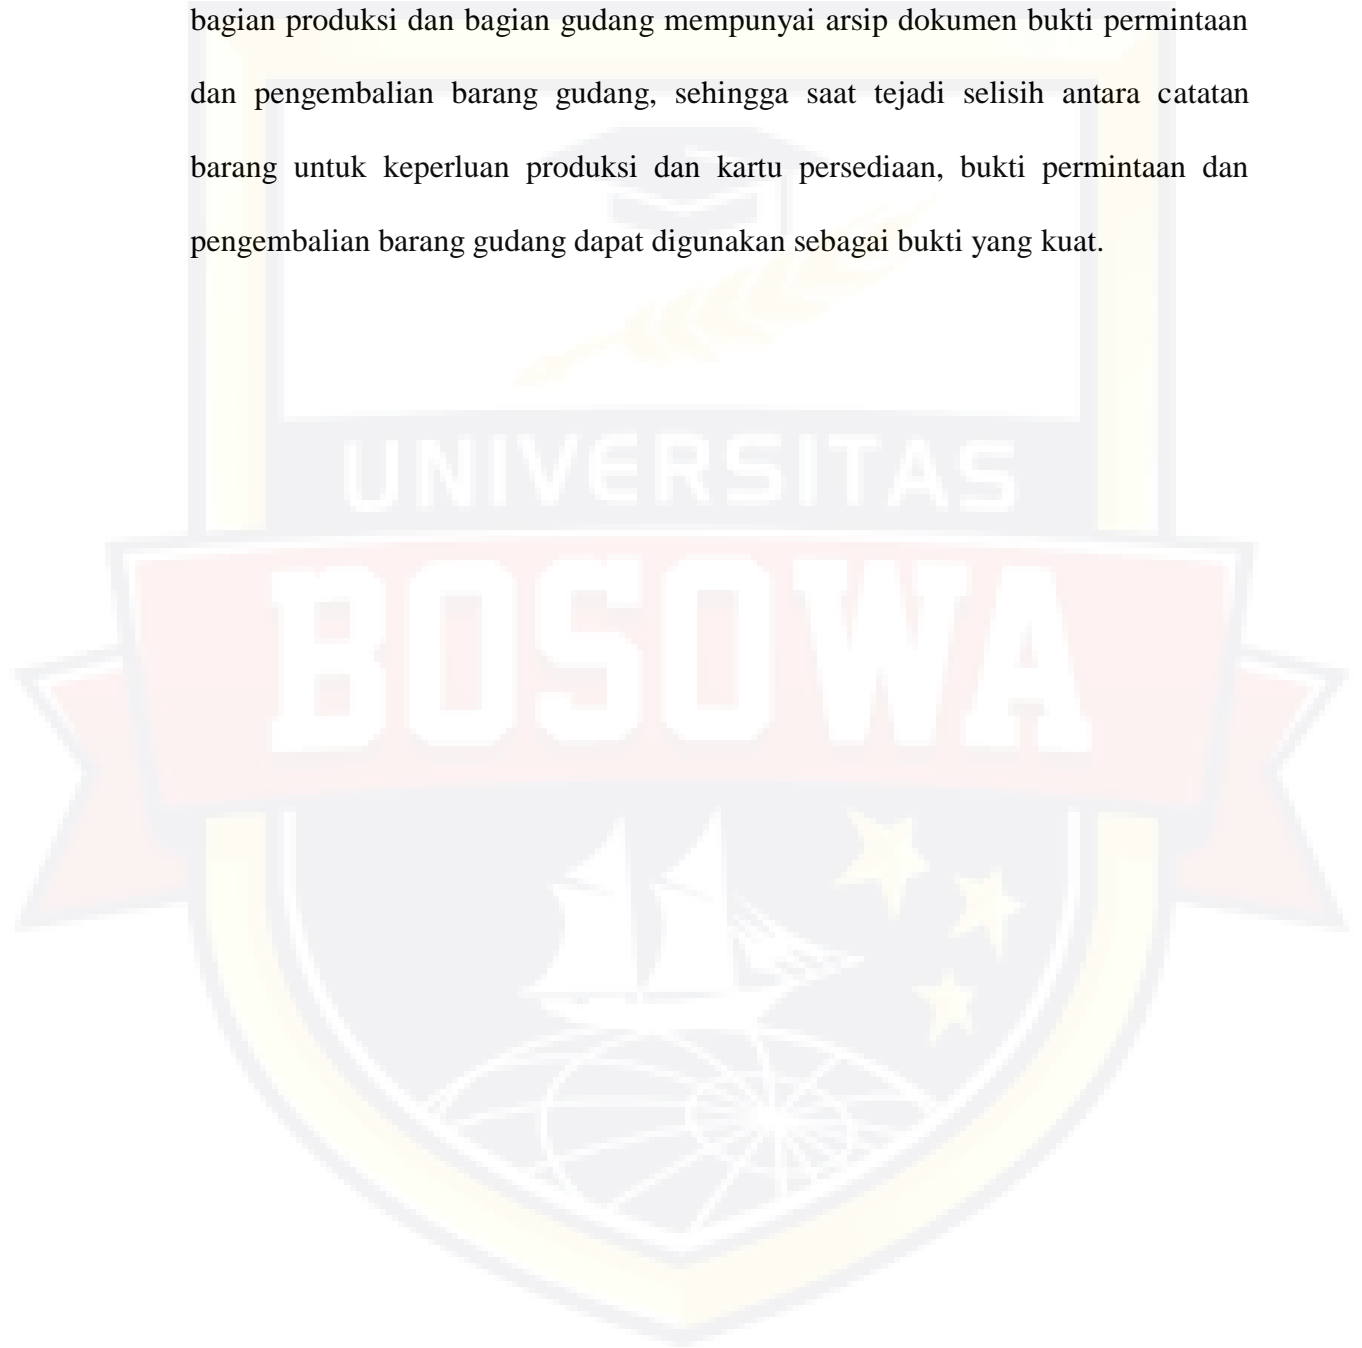 bagian produksi dan bagian gudang mempunyai arsip dokumen bukti permintaan
dan pengembalian barang gudang, sehingga saat tejadi selisih antara catatan
barang untuk keperluan produksi dan kartu persediaan, bukti permintaan dan
pengembalian barang gudang dapat digunakan sebagai bukti yang kuat.
UNIVERSITAS
BOSOWA